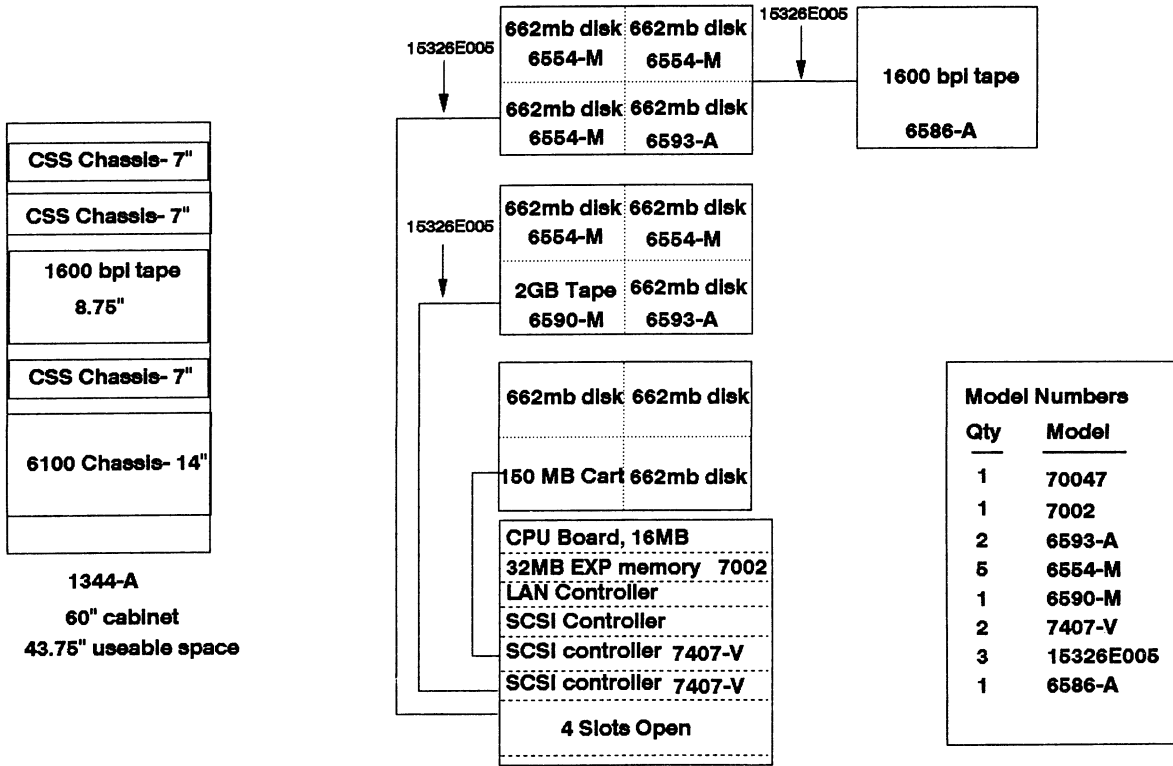 CSS Chassis- 7"
CSS Chassis- 7"
1600 bpi tape
8.75"
CSS Chassis- 7"
6100 Chassis- 14"
1344-A
60" cabinet
43.75" useable space
15326E005
662mb disk 662mb disk
6554-M 6554-M
662mb disk 662mb disk
6554-M 6593-A
15326E005
1600 bpi tape
6586-A
15326E005
662mb disk 662mb disk
6554-M 6554-M
2GB Tape 662mb disk
6590-M 6593-A
662mb disk 662mb disk
150 MB Cart 662mb disk
CPU Board, 16MB
32MB EXP memory 7002
LAN Controller
SCSI Controller
SCSI controller 7407-V
SCSI controller 7407-V
4 Slots Open
Model Numbers
Qty Model
1 70047
1 7002
2 6593-A
5 6554-M
1 6590-M
2 7407-V
3 15326E005
1 6586-A